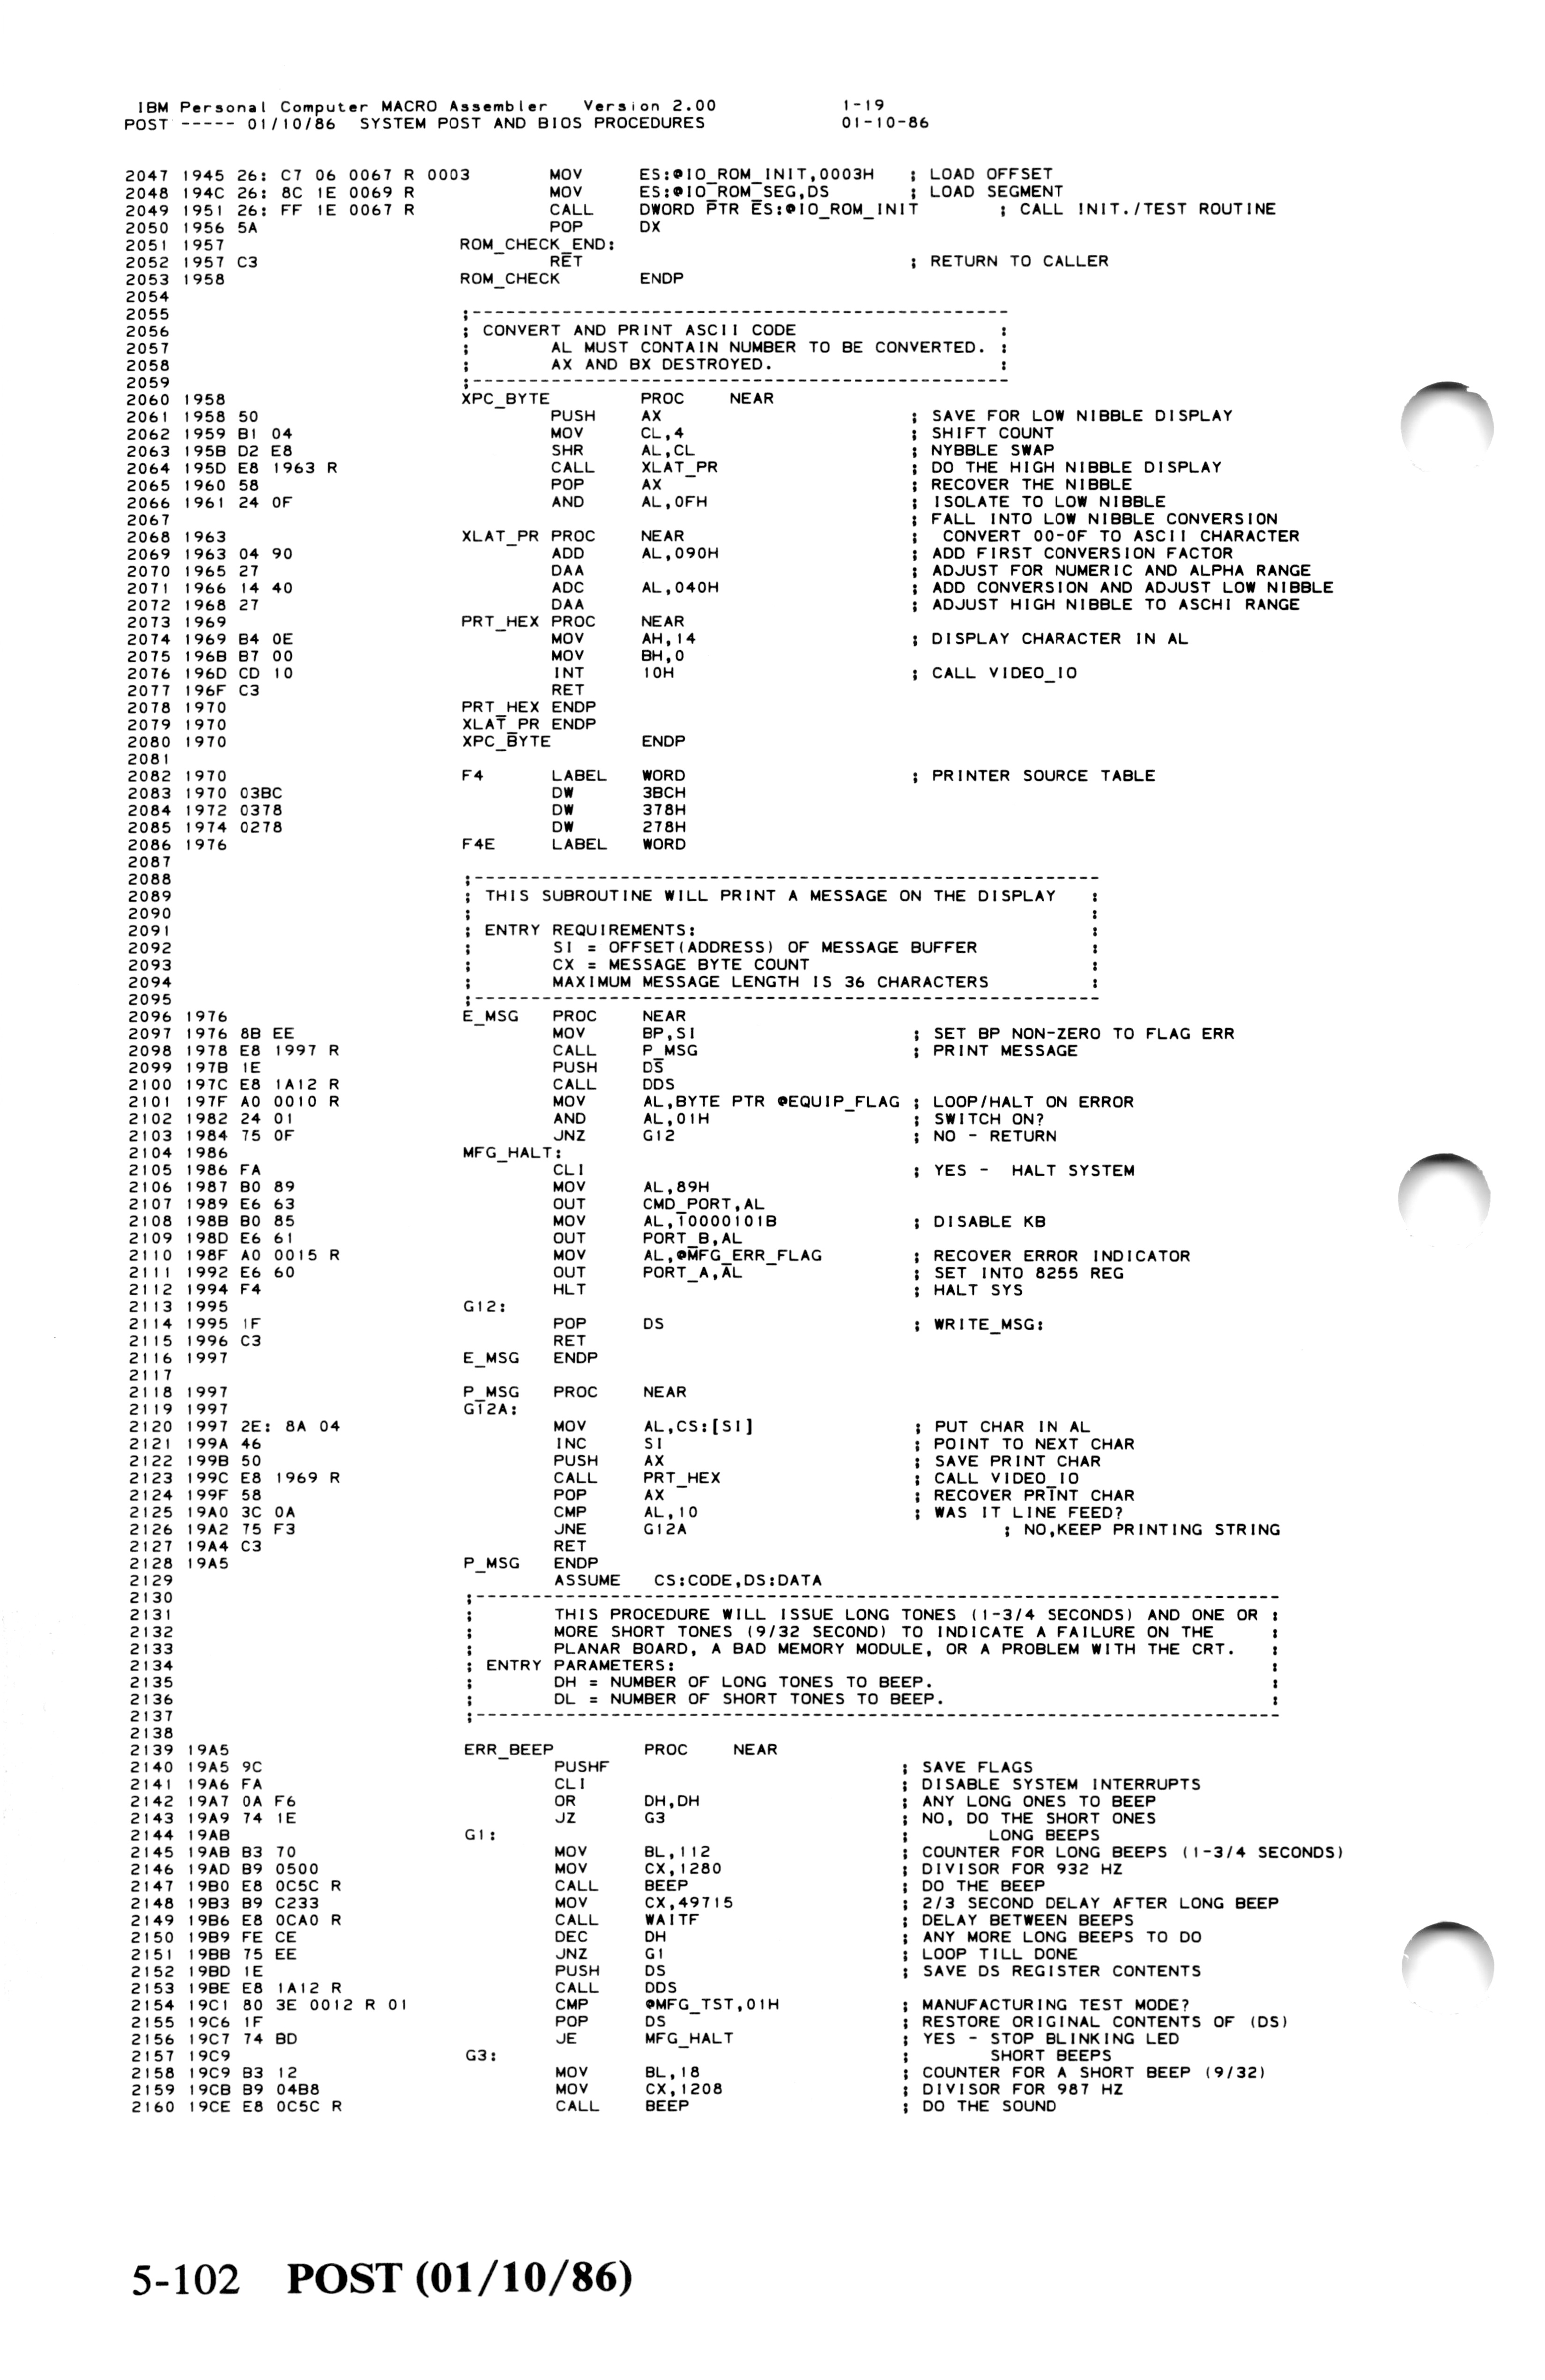 IBM Personal Computer MACRO Assembler   Version 2.00              1-19
POST ----- 01/10/86  SYSTEM POST AND BIOS PROCEDURES               01-10-86
2047 1945 26: C7 06 0067 R 0003         MOV     ES:@IO_ROM_INIT,0003H    ; LOAD OFFSET
2048 194C 26: 8C 1E 0069 R              MOV     ES:@IO_ROM_SEG,DS        ; LOAD SEGMENT
2049 1951 26: FF 1E 0067 R              CALL    DWORD PTR ES:@IO_ROM_INIT        ; CALL INIT./TEST ROUTINE
2050 1956 5A                            POP     DX
2051 1957                     ROM_CHECK_END:
2052 1957 C3                            RET                              ; RETURN TO CALLER
2053 1958                     ROM_CHECK         ENDP
2054
2055                          ;-----------------------------------------------
2056                          ; CONVERT AND PRINT ASCII CODE                  :
2057                          ;       AL MUST CONTAIN NUMBER TO BE CONVERTED. :
2058                          ;       AX AND BX DESTROYED.                    :
2059                          ;-----------------------------------------------
2060 1958                     XPC_BYTE          PROC    NEAR
2061 1958 50                            PUSH    AX                       ; SAVE FOR LOW NIBBLE DISPLAY
2062 1959 B1 04                         MOV     CL,4                     ; SHIFT COUNT
2063 195B D2 E8                         SHR     AL,CL                    ; NYBBLE SWAP
2064 195D E8 1963 R                     CALL    XLAT_PR                  ; DO THE HIGH NIBBLE DISPLAY
2065 1960 58                            POP     AX                       ; RECOVER THE NIBBLE
2066 1961 24 0F                         AND     AL,0FH                   ; ISOLATE TO LOW NIBBLE
2067                                                                     ; FALL INTO LOW NIBBLE CONVERSION
2068 1963                     XLAT_PR PROC      NEAR                     ;  CONVERT 00-0F TO ASCII CHARACTER
2069 1963 04 90                         ADD     AL,090H                  ; ADD FIRST CONVERSION FACTOR
2070 1965 27                            DAA                              ; ADJUST FOR NUMERIC AND ALPHA RANGE
2071 1966 14 40                         ADC     AL,040H                  ; ADD CONVERSION AND ADJUST LOW NIBBLE
2072 1968 27                            DAA                              ; ADJUST HIGH NIBBLE TO ASCHI RANGE
2073 1969                     PRT_HEX PROC      NEAR
2074 1969 B4 0E                         MOV     AH,14                    ; DISPLAY CHARACTER IN AL
2075 196B B7 00                         MOV     BH,0
2076 196D CD 10                         INT     10H                      ; CALL VIDEO_IO
2077 196F C3                            RET
2078 1970                     PRT_HEX ENDP
2079 1970                     XLAT_PR ENDP
2080 1970                     XPC_BYTE          ENDP
2081
2082 1970                     F4        LABEL   WORD                     ; PRINTER SOURCE TABLE
2083 1970 03BC                          DW      3BCH
2084 1972 0378                          DW      378H
2085 1974 0278                          DW      278H
2086 1976                     F4E       LABEL   WORD
2087
2088                          ;-------------------------------------------------------
2089                          ; THIS SUBROUTINE WILL PRINT A MESSAGE ON THE DISPLAY   :
2090                          ;                                                       :
2091                          ; ENTRY REQUIREMENTS:                                   :
2092                          ;       SI = OFFSET(ADDRESS) OF MESSAGE BUFFER          :
2093                          ;       CX = MESSAGE BYTE COUNT                         :
2094                          ;       MAXIMUM MESSAGE LENGTH IS 36 CHARACTERS         :
2095                          ;-------------------------------------------------------
2096 1976                     E_MSG     PROC    NEAR
2097 1976 8B EE                         MOV     BP,SI                    ; SET BP NON-ZERO TO FLAG ERR
2098 1978 E8 1997 R                     CALL    P_MSG                    ; PRINT MESSAGE
2099 197B 1E                            PUSH    DS
2100 197C E8 1A12 R                     CALL    DDS
2101 197F A0 0010 R                     MOV     AL,BYTE PTR @EQUIP_FLAG  ; LOOP/HALT ON ERROR
2102 1982 24 01                         AND     AL,01H                   ; SWITCH ON?
2103 1984 75 0F                         JNZ     G12                      ; NO - RETURN
2104 1986                     MFG_HALT:
2105 1986 FA                            CLI                              ; YES -  HALT SYSTEM
2106 1987 B0 89                         MOV     AL,89H
2107 1989 E6 63                         OUT     CMD_PORT,AL
2108 198B B0 85                         MOV     AL,10000101B             ; DISABLE KB
2109 198D E6 61                         OUT     PORT_B,AL
2110 198F A0 0015 R                     MOV     AL,@MFG_ERR_FLAG         ; RECOVER ERROR INDICATOR
2111 1992 E6 60                         OUT     PORT_A,AL                ; SET INTO 8255 REG
2112 1994 F4                            HLT                              ; HALT SYS
2113 1995                     G12:
2114 1995 1F                            POP     DS                       ; WRITE_MSG:
2115 1996 C3                            RET
2116 1997                     E_MSG     ENDP
2117
2118 1997                     P_MSG     PROC    NEAR
2119 1997                     G12A:
2120 1997 2E: 8A 04                     MOV     AL,CS:[SI]               ; PUT CHAR IN AL
2121 199A 46                            INC     SI                       ; POINT TO NEXT CHAR
2122 199B 50                            PUSH    AX                       ; SAVE PRINT CHAR
2123 199C E8 1969 R                     CALL    PRT_HEX                  ; CALL VIDEO_IO
2124 199F 58                            POP     AX                       ; RECOVER PRINT CHAR
2125 19A0 3C 0A                         CMP     AL,10                    ; WAS IT LINE FEED?
2126 19A2 75 F3                         JNE     G12A                             ; NO,KEEP PRINTING STRING
2127 19A4 C3                            RET
2128 19A5                     P_MSG     ENDP
2129                                    ASSUME   CS:CODE,DS:DATA
2130                          ;-----------------------------------------------------------------------
2131                          ;       THIS PROCEDURE WILL ISSUE LONG TONES (1-3/4 SECONDS) AND ONE OR :
2132                          ;       MORE SHORT TONES (9/32 SECOND) TO INDICATE A FAILURE ON THE     :
2133                          ;       PLANAR BOARD, A BAD MEMORY MODULE, OR A PROBLEM WITH THE CRT.   :
2134                          ; ENTRY PARAMETERS:                                                     :
2135                          ;       DH = NUMBER OF LONG TONES TO BEEP.                              :
2136                          ;       DL = NUMBER OF SHORT TONES TO BEEP.                             :
2137                          ;-----------------------------------------------------------------------
2138
2139 19A5                     ERR_BEEP          PROC    NEAR
2140 19A5 9C                            PUSHF                            ; SAVE FLAGS
2141 19A6 FA                            CLI                              ; DISABLE SYSTEM INTERRUPTS
2142 19A7 0A F6                         OR      DH,DH                    ; ANY LONG ONES TO BEEP
2143 19A9 74 1E                         JZ      G3                       ; NO, DO THE SHORT ONES
2144 19AB                     G1:                                        ;       LONG BEEPS
2145 19AB B3 70                         MOV     BL,112                   ; COUNTER FOR LONG BEEPS (1-3/4 SECONDS)
2146 19AD B9 0500                       MOV     CX,1280                  ; DIVISOR FOR 932 HZ
2147 19B0 E8 0C5C R                     CALL    BEEP                     ; DO THE BEEP
2148 19B3 B9 C233                       MOV     CX,49715                 ; 2/3 SECOND DELAY AFTER LONG BEEP
2149 19B6 E8 0CA0 R                     CALL    WAITF                    ; DELAY BETWEEN BEEPS
2150 19B9 FE CE                         DEC     DH                       ; ANY MORE LONG BEEPS TO DO
2151 19BB 75 EE                         JNZ     G1                       ; LOOP TILL DONE
2152 19BD 1E                            PUSH    DS                       ; SAVE DS REGISTER CONTENTS
2153 19BE E8 1A12 R                     CALL    DDS
2154 19C1 80 3E 0012 R 01               CMP     @MFG_TST,01H             ; MANUFACTURING TEST MODE?
2155 19C6 1F                            POP     DS                       ; RESTORE ORIGINAL CONTENTS OF (DS)
2156 19C7 74 BD                         JE      MFG_HALT                 ; YES - STOP BLINKING LED
2157 19C9                     G3:                                        ;       SHORT BEEPS
2158 19C9 B3 12                         MOV     BL,18                    ; COUNTER FOR A SHORT BEEP (9/32)
2159 19CB B9 04B8                       MOV     CX,1208                  ; DIVISOR FOR 987 HZ
2160 19CE E8 0C5C R                     CALL    BEEP                     ; DO THE SOUND
5-102   POST (01/10/86)